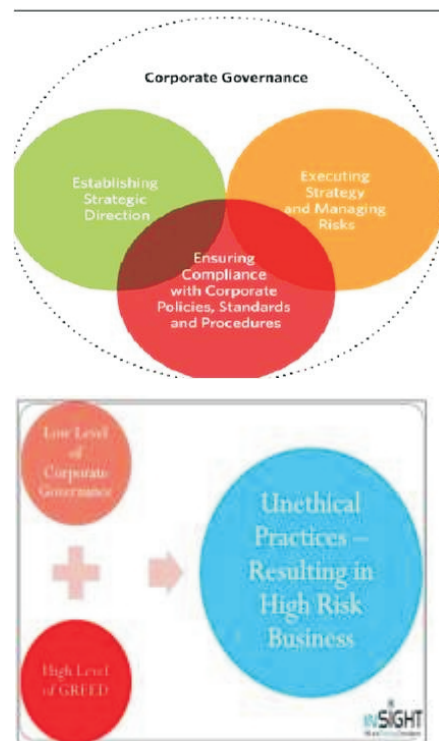 Corporate Governance
Establishing
Strategic
Direction
Executing
Strategy
and Managing
Risks
Ensuring
Compliance
with Corporate
Policies, Standards
and Procedures
Low Level
of
Corporate
Governance
+
High Level
of GREED
Unethical
Practices –
Resulting in
High Risk
Business
inSIGHT